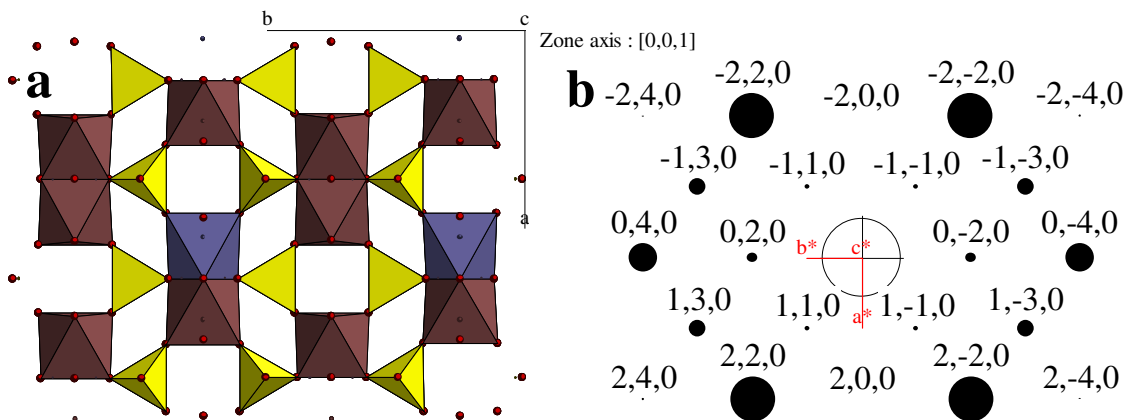 a
b
c
a
Zone axis : [0,0,1]
b
-2,4,0
-2,2,0
-2,0,0
-2,-2,0
-2,-4,0
-1,3,0
-1,1,0
-1,-1,0
-1,-3,0
0,4,0
0,2,0
b*
c*
0,-2,0
0,-4,0
1,3,0
1,1,0
a*
1,-1,0
1,-3,0
2,4,0
2,2,0
2,0,0
2,-2,0
2,-4,0